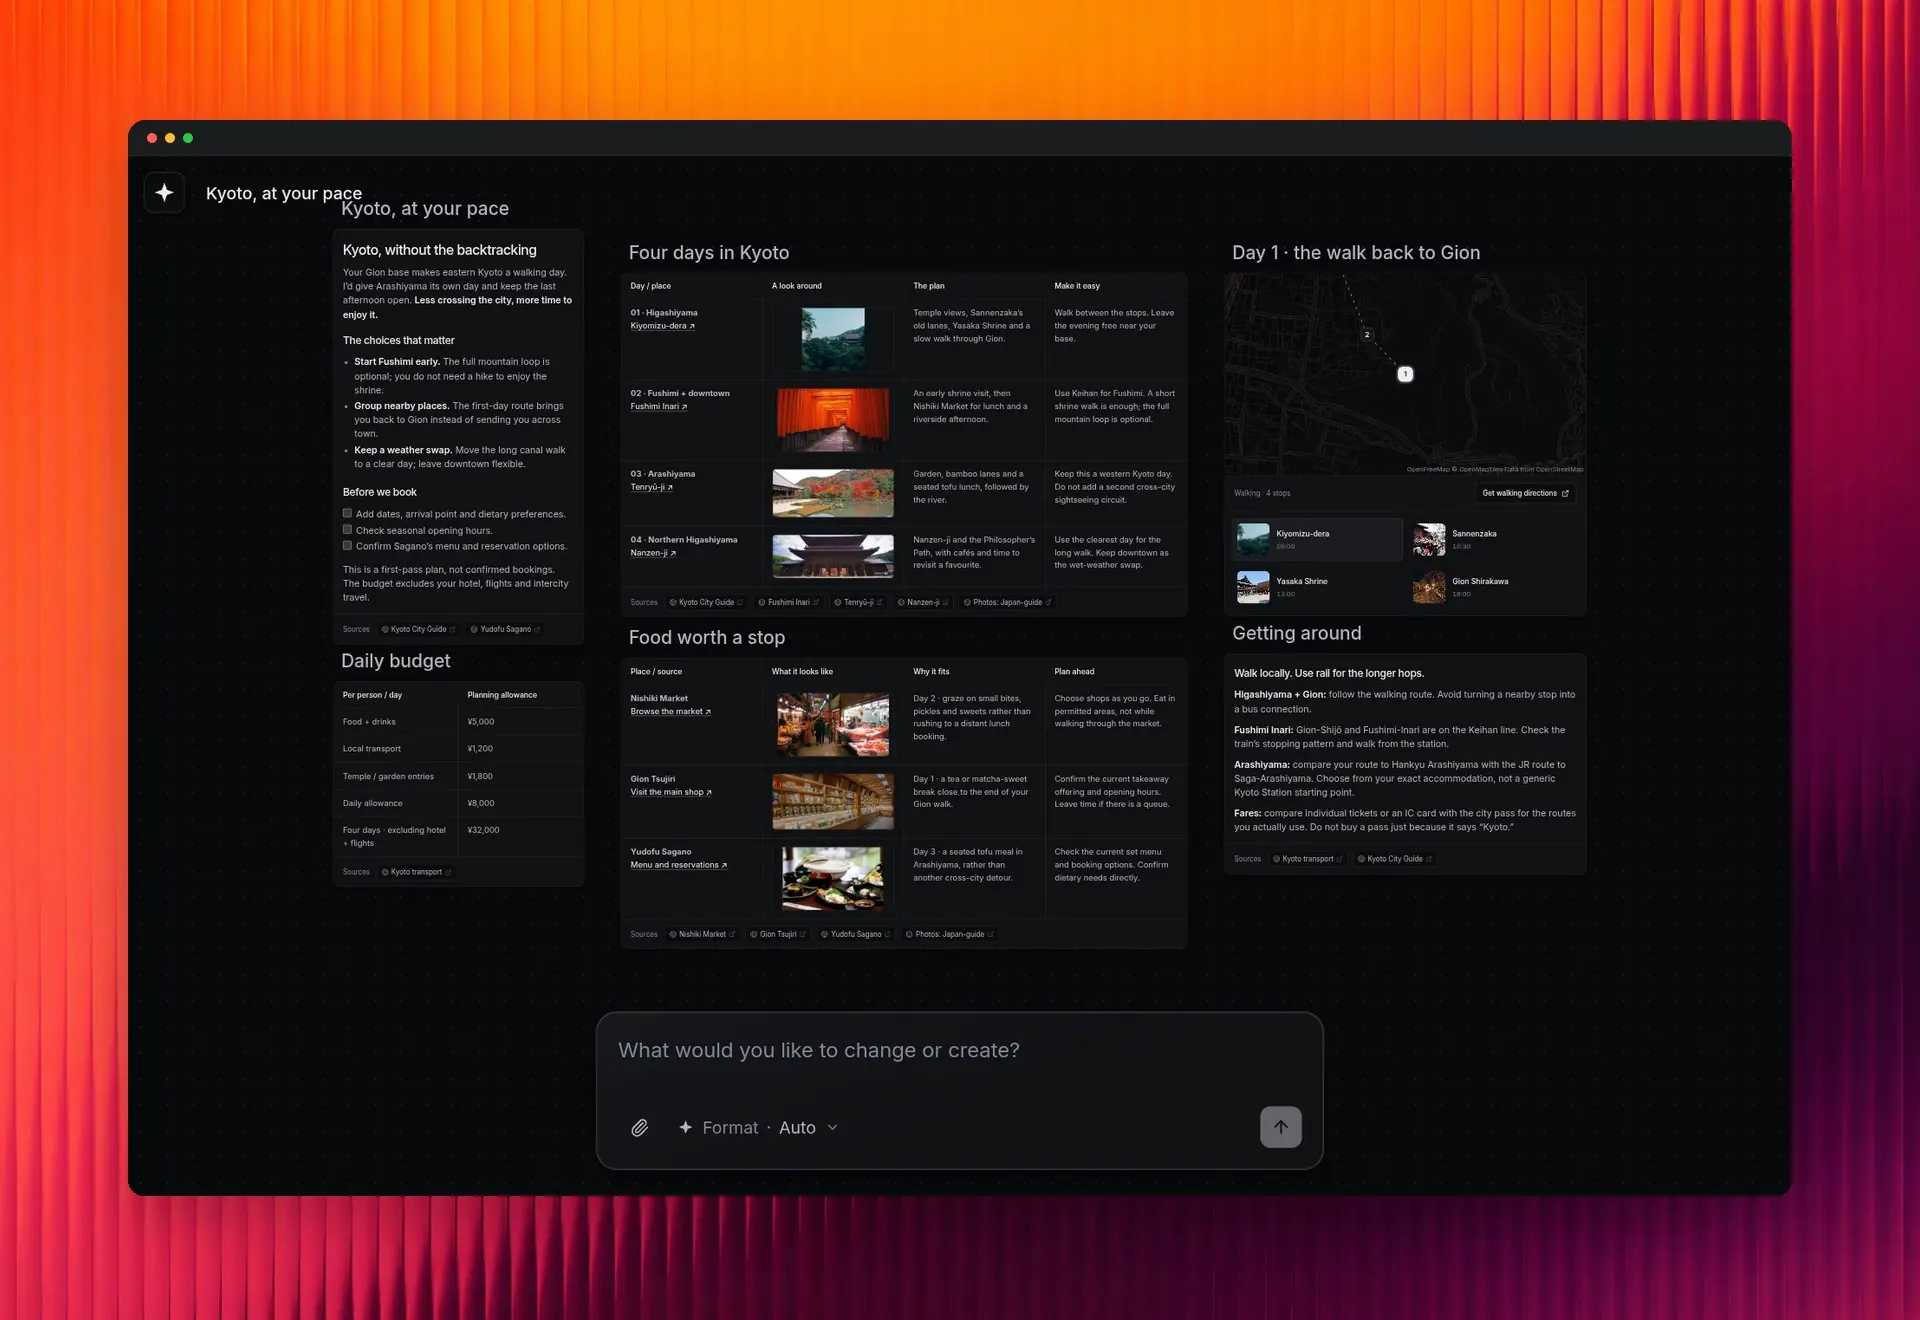 Kyoto, at your pace
Kyoto, at your pace
Kyoto, without the backtracking
Your Gion base makes eastern Kyoto a walking day.
I'd give Arashiyama its own day and keep the last
afternoon open. Less crossing the city, more time to
enjoy it.
The choices that matter
• Start Fushimi early. The full mountain loop is
optional; you do not need a hike to enjoy the
shrine.
• Group nearby places. The first-day route brings
you back to Gion instead of sending you across
town.
• Keep a weather swap. Move the long canal walk
to a clear day; leave downtown flexible.
Before we book
Add dates, arrival point and dietary preferences.
Check seasonal opening hours.
Confirm Sagano's menu and reservation options.
This is a first-pass plan, not confirmed bookings.
The budget excludes your hotel, flights and intercity
travel.
Sources Kyoto City Guide Yudofu Sagano
Daily budget
Per person / day Planning allowance
Food + drinks ¥5,000
Local transport ¥1,200
Temple / garden entries ¥1,800
Daily allowance ¥8,000
Four days · excluding hotel
+ flights
¥32,000
Sources Kyoto transport
Four days in Kyoto
Day / place A look around The plan Make it easy
01 · Higashiyama
Kiyomizu-dera ↗
Temple views, Sannenzaka's
old lanes, Yasaka Shrine and a
slow walk through Gion.
Walk between the stops. Leave
the evening free near your
base.
02 · Fushimi + downtown
Fushimi Inari ↗
An early shrine visit, then
Nishiki Market for lunch and a
riverside afternoon.
Use Keihan for Fushimi. A short
shrine walk is enough; the full
mountain loop is optional.
03 · Arashiyama
Tenryū-ji ↗
Garden, bamboo lanes and a
seated tofu lunch, followed by
the river.
Keep this a western Kyoto day.
Do not add a second cross-city
sightseeing circuit.
04 · Northern Higashiyama
Nanzen-ji ↗
Nanzen-ji and the Philosopher's
Path, with cafés and time to
revisit a favourite.
Use the clearest day for the
long walk. Keep downtown as
the wet-weather swap.
Sources Kyoto City Guide Fushimi Inari Tenryū-ji Nanzen-ji Photos: Japan-guide
Food worth a stop
Place / source What it looks like Why it fits Plan ahead
Nishiki Market
Browse the market ↗
Day 2 · graze on small bites,
pickles and sweets rather than
rushing to a distant lunch
booking.
Choose shops as you go. Eat in
permitted areas, not while
walking through the market.
Gion Tsujiri
Visit the main shop ↗
Day 1 · a tea or matcha-sweet
break close to the end of your
Gion walk.
Confirm the current takeaway
offering and opening hours.
Leave time if there is a queue.
Yudofu Sagano
Menu and reservations ↗
Day 3 · a seated tofu meal in
Arashiyama, rather than
another cross-city detour.
Check the current set menu
and booking options. Confirm
dietary needs directly.
Sources Nishiki Market Gion Tsujiri Yudofu Sagano Photos: Japan-guide
Day 1 · the walk back to Gion
2
1
OpenFreeMap © OpenMapTiles Data from OpenStreetMap
Walking · 4 stops Get walking directions
Kiyomizu-dera
09:00
Sannenzaka
10:30
Yasaka Shrine
13:00
Gion Shirakawa
16:00
Getting around
Walk locally. Use rail for the longer hops.
Higashiyama + Gion: follow the walking route. Avoid turning a nearby stop into
a bus connection.
Fushimi Inari: Gion-Shijō and Fushimi-Inari are on the Keihan line. Check the
train's stopping pattern and walk from the station.
Arashiyama: compare your route to Hankyu Arashiyama with the JR route to
Saga-Arashiyama. Choose from your exact accommodation, not a generic
Kyoto Station starting point.
Fares: compare individual tickets or an IC card with the city pass for the routes
you actually use. Do not buy a pass just because it says "Kyoto."
Sources Kyoto transport Kyoto City Guide
What would you like to change or create?
Format · Auto